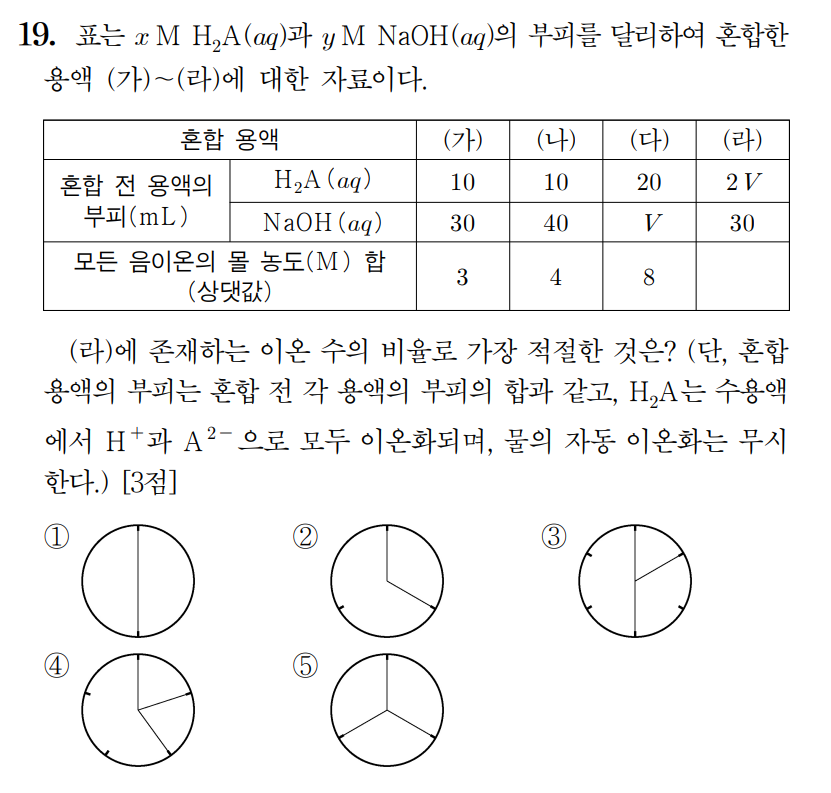 19. 표는 x M H₂A(aq)과 y M NaOH(aq)의 부피를 달리하여 혼합한
용액 (가)~(라)에 대한 자료이다.
혼합 용액 (가) (나) (다) (라)
혼합 전 용액의 부피(mL) H₂A(aq) 10 10 20 2V
NaOH(aq) 30 40 V 30
모든 음이온의 몰 농도(M) 합 (상댓값) 3 4 8
(라)에 존재하는 이온 수의 비율로 가장 적절한 것은? (단, 혼합
용액의 부피는 혼합 전 각 용액의 부피의 합과 같고, H₂A는 수용액
에서 H⁺과 A²⁻으로 모두 이온화되며, 물의 자동 이온화는 무시
한다.) [3점]
① ② ③
④ ⑤